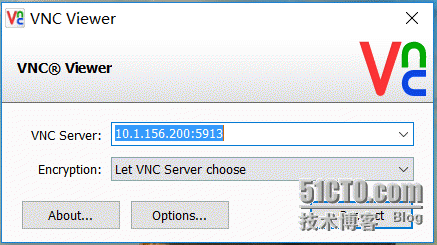 VNC Viewer
VNC® Viewer
VNC
VNC Server:
10.1.156.200:5913
Encryption:
Let VNC Server choose
About...
Options...
51CTO.com
技术博客 Blog